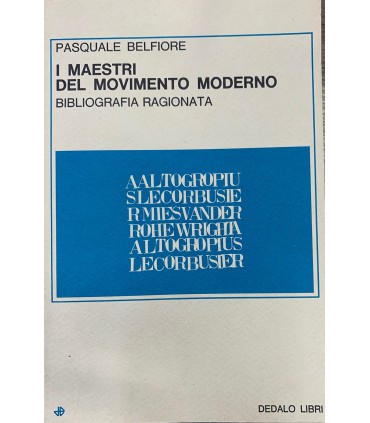 PASQUALE BELFIORE
I MAESTRI
DEL MOVIMENTO MODERNO
BIBLIOGRAFIA RAGIONATA
AALTOGROPIU
SLECORBUSIE
RMIESVANDER
ROHEWRIGHTA
ALTOGROPIUS
LECORBUSIER
DEDALO LIBRI